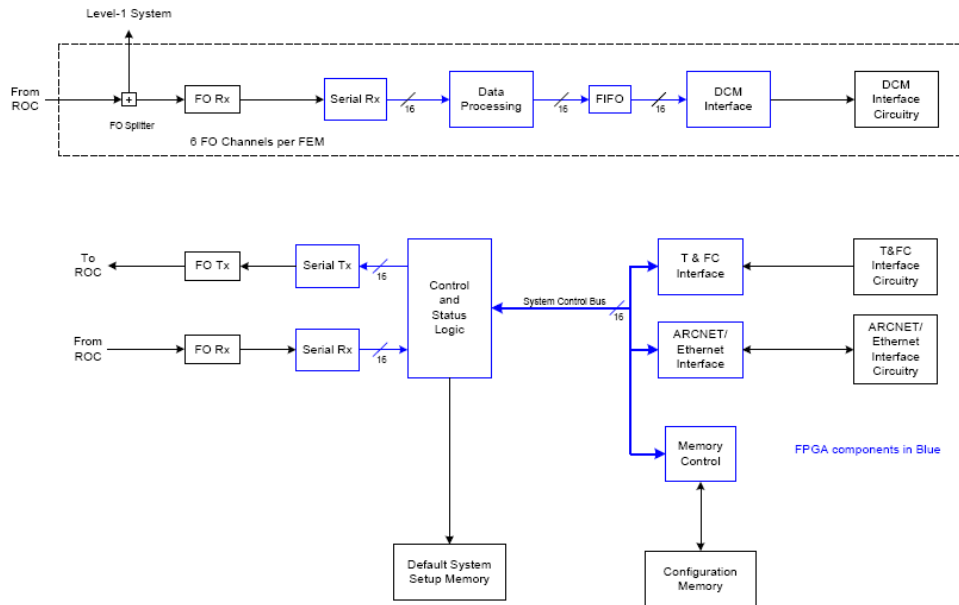 Level-1 System
From
ROC
+
FO Splitter
FO Rx
Serial Rx
16
Data
Processing
16
FIFO
16
DCM
Interface
DCM
Interface
Circuitry
6 FO Channels per FEM
To
ROC
FO Tx
Serial Tx
16
Control
and
Status
Logic
System Control Bus
16
T & FC
Interface
T&FC
Interface
Circuitry
From
ROC
FO Rx
Serial Rx
16
ARCNET/
Ethernet
Interface
ARCNET/
Ethernet
Interface
Circuitry
Memory
Control
FPGA components in Blue
Default System
Setup Memory
Configuration
Memory